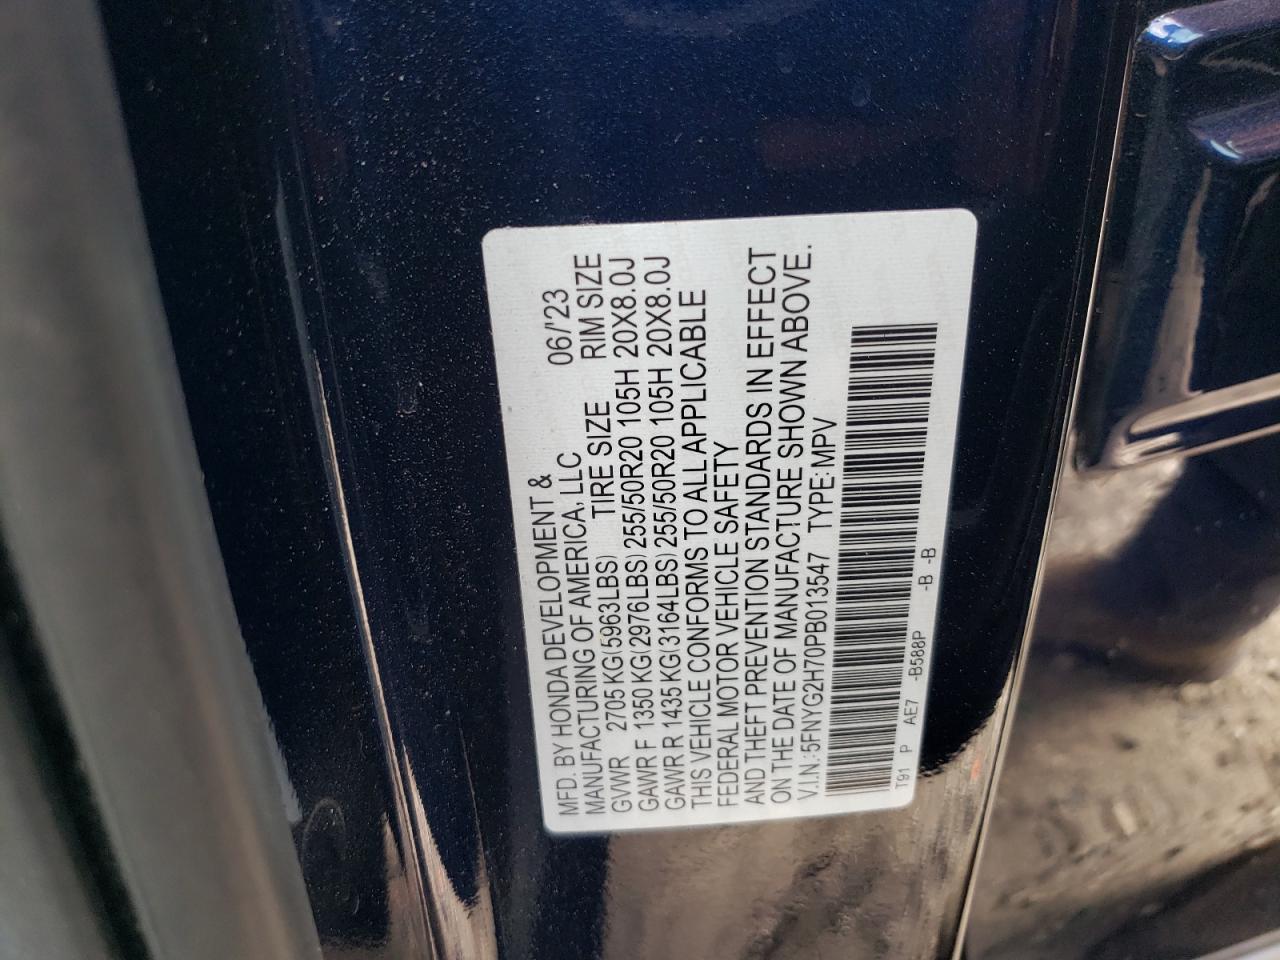 MFD. BY HONDA DEVELOPMENT & 06/'23
MANUFACTURING OF AMERICA, LLC RIM SIZE
GVWR 2705 KG(5963LBS) TIRE SIZE
GAWR F 1350 KG(2976LBS) 255/50R20 105H 20X8.0J
GAWR R 1435 KG(3164LBS) 255/50R20 105H 20X8.0J
THIS VEHICLE CONFORMS TO ALL APPLICABLE
FEDERAL MOTOR VEHICLE SAFETY
AND THEFT PREVENTION STANDARDS IN EFFECT
ON THE DATE OF MANUFACTURE SHOWN ABOVE.
V.I.N.:5FNYG2H70PB013547 TYPE:MPV
T91 P AE7 -B588P -B -B